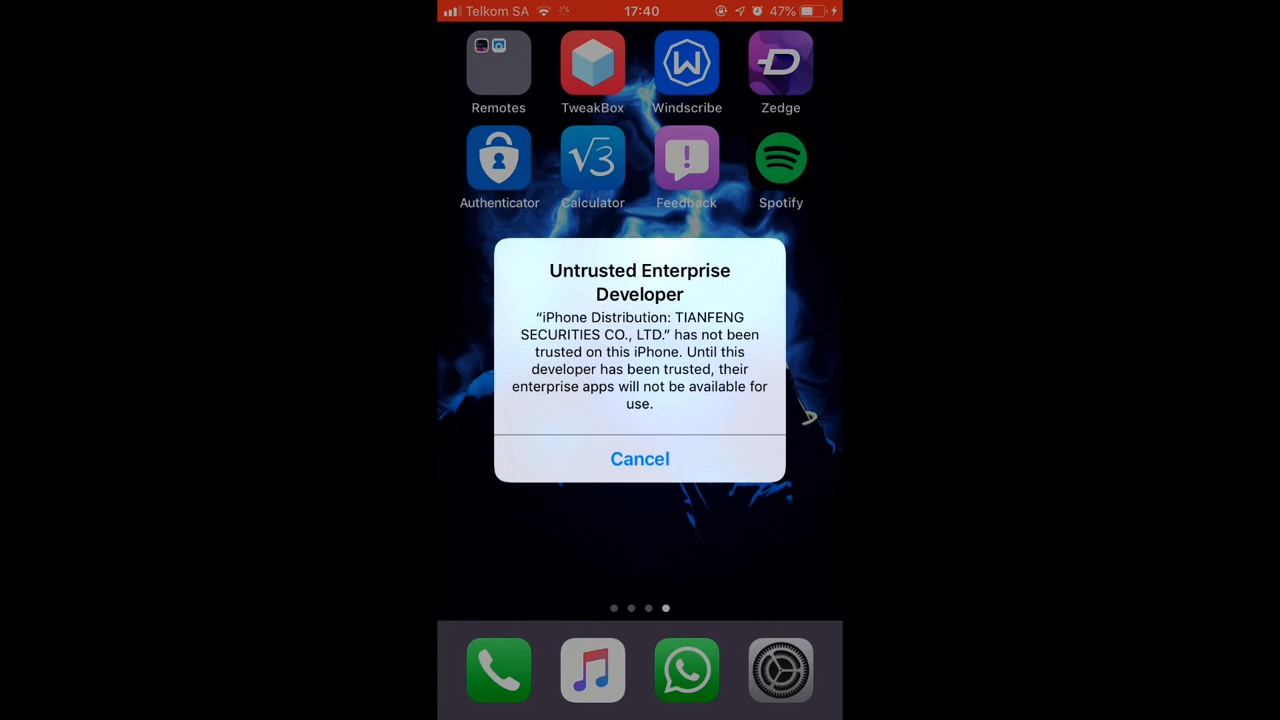 Telkom SA 17:40 47%
Remotes TweakBox Windscribe Zedge
√3
Authenticator Calculator Feedback Spotify
Untrusted Enterprise
Developer
“iPhone Distribution: TIANFENG
SECURITIES CO., LTD.” has not been
trusted on this iPhone. Until this
developer has been trusted, their
enterprise apps will not be available for
use.
Cancel